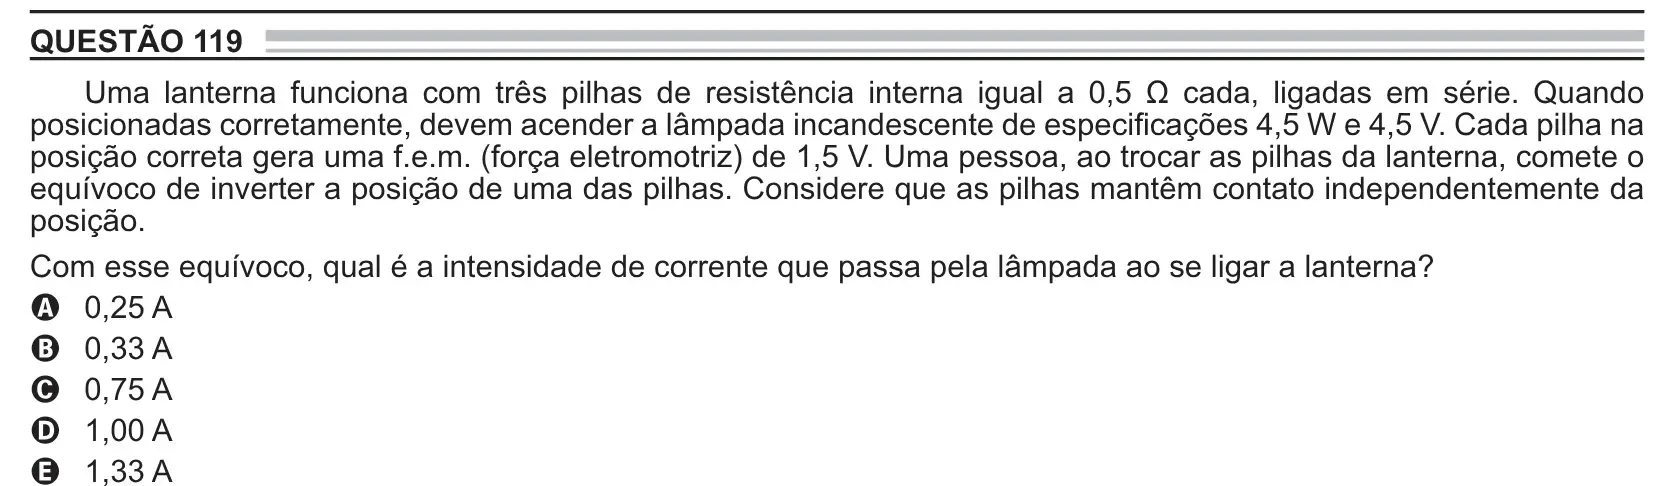 QUESTÃO 119
Uma lanterna funciona com três pilhas de resistência interna igual a 0,5 Ω cada, ligadas em série. Quando
posicionadas corretamente, devem acender a lâmpada incandescente de especificações 4,5 W e 4,5 V. Cada pilha na
posição correta gera uma f.e.m. (força eletromotriz) de 1,5 V. Uma pessoa, ao trocar as pilhas da lanterna, comete o
equívoco de inverter a posição de uma das pilhas. Considere que as pilhas mantêm contato independentemente da
posição.
Com esse equívoco, qual é a intensidade de corrente que passa pela lâmpada ao se ligar a lanterna?
A 0,25 A
B 0,33 A
C 0,75 A
D 1,00 A
E 1,33 A